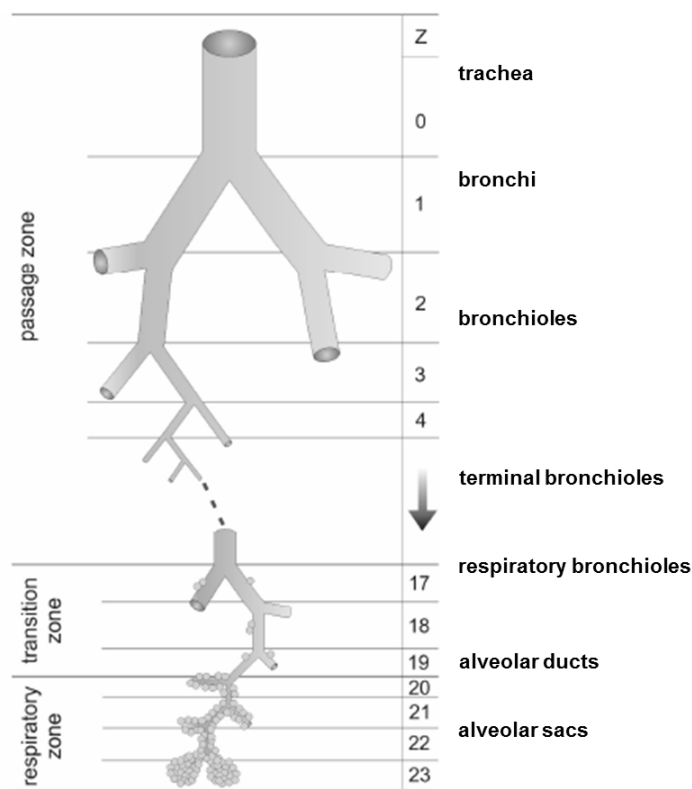 Z
trachea
0
bronchi
1
passage zone
2
bronchioles
3
4
terminal bronchioles
respiratory bronchioles
17
transition
zone
18
19
alveolar ducts
20
21
respiratory
zone
alveolar sacs
22
23